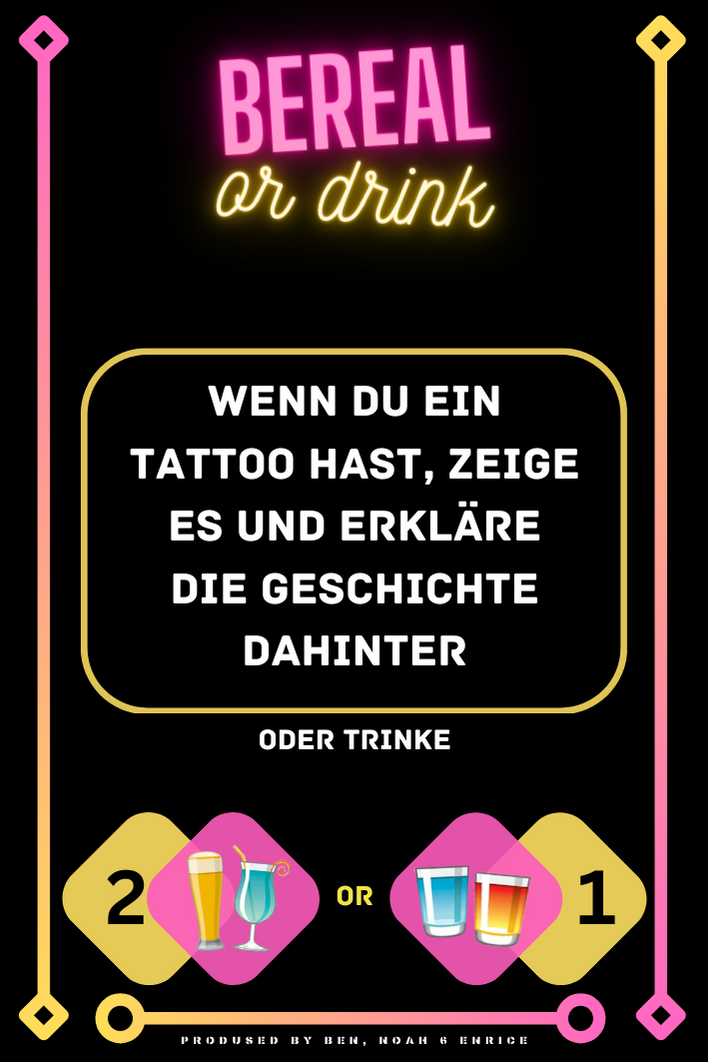 BEREAL
or drink
WENN DU EIN
TATTOO HAST, ZEIGE
ES UND ERKLÄRE
DIE GESCHICHTE
DAHINTER
ODER TRINKE
2 OR 1
PRODUSED BY BEN, NOAH & ENRICE